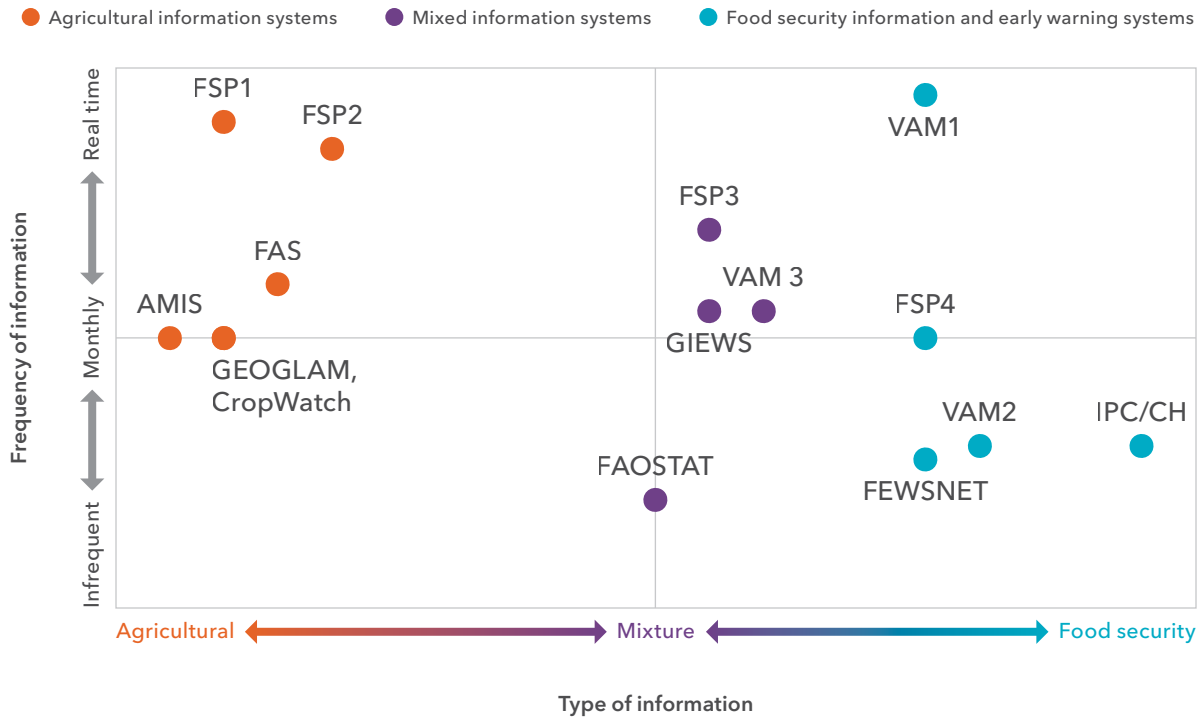 Agricultural information systems
Mixed information systems
Food security information and early warning systems
FSP1
FSP2
VAM1
FSP3
FAS
VAM 3
AMIS
FSP4
GIEWS
GEOGLAM,
CropWatch
VAM2
IPC/CH
FAOSTAT
FEWSNET
Frequency of information
Real time
Monthly
Infrequent
Agricultural
Mixture
Food security
Type of information